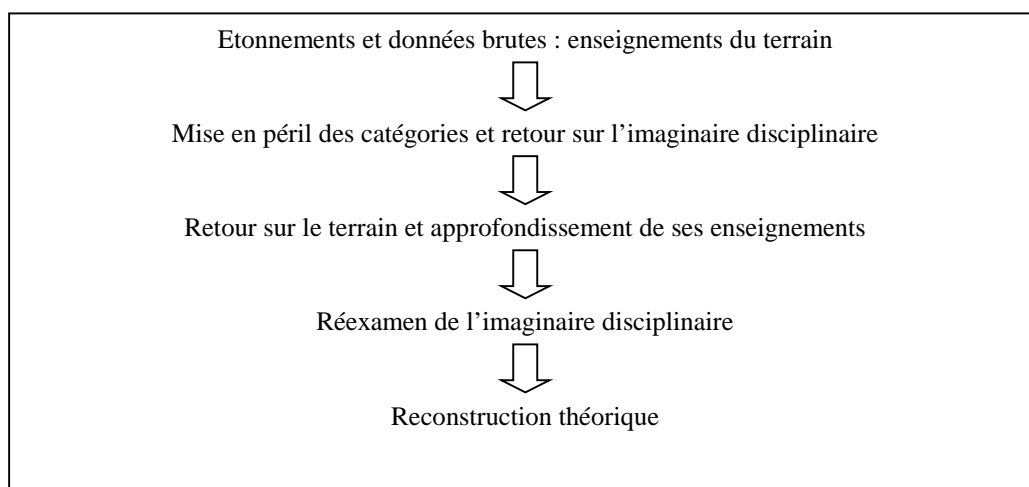 Etonnements et données brutes : enseignements du terrain
Mise en péril des catégories et retour sur l’imaginaire disciplinaire
Retour sur le terrain et approfondissement de ses enseignements
Réexamen de l’imaginaire disciplinaire
Reconstruction théorique